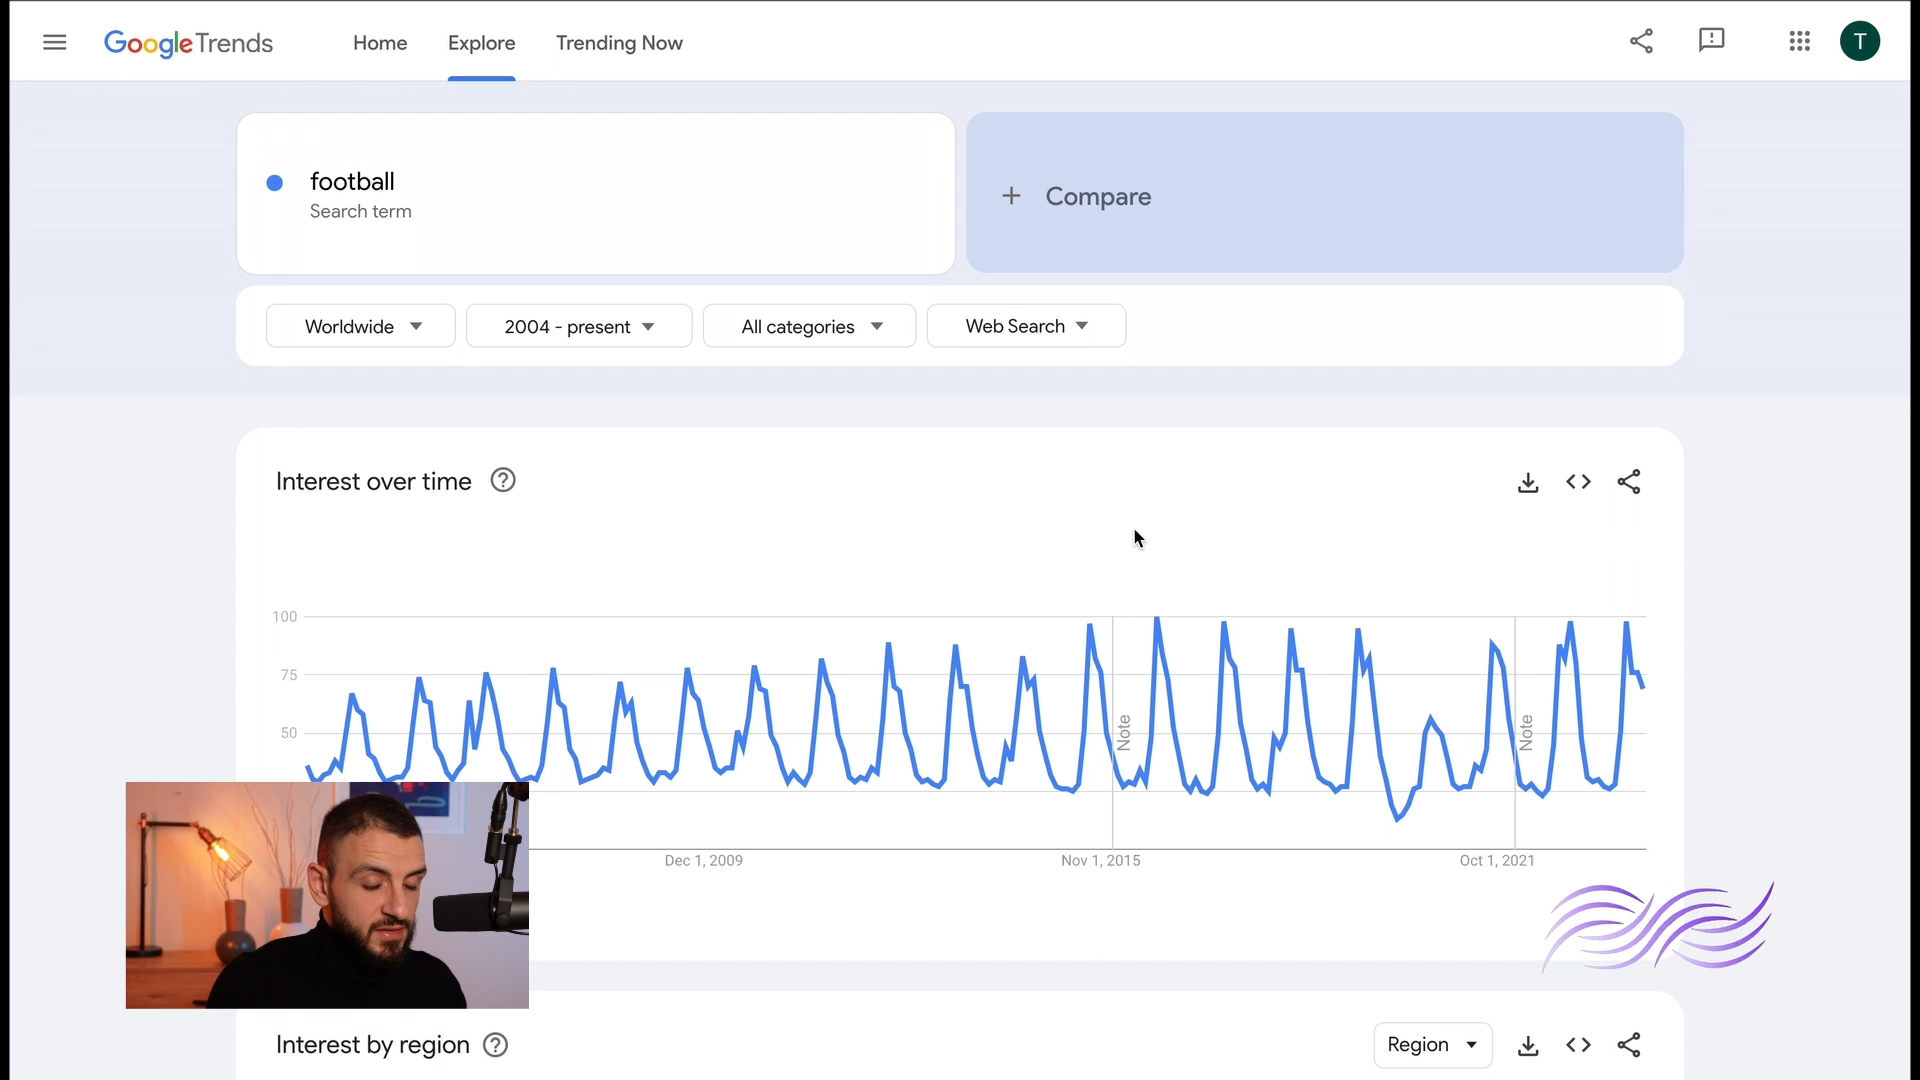 Google Trends
Home
Explore
Trending Now
T
football
Search term
+ Compare
Worldwide
2004 - present
All categories
Web Search
Interest over time
100
75
50
Note
Note
Dec 1, 2009
Nov 1, 2015
Oct 1, 2021
Interest by region
Region